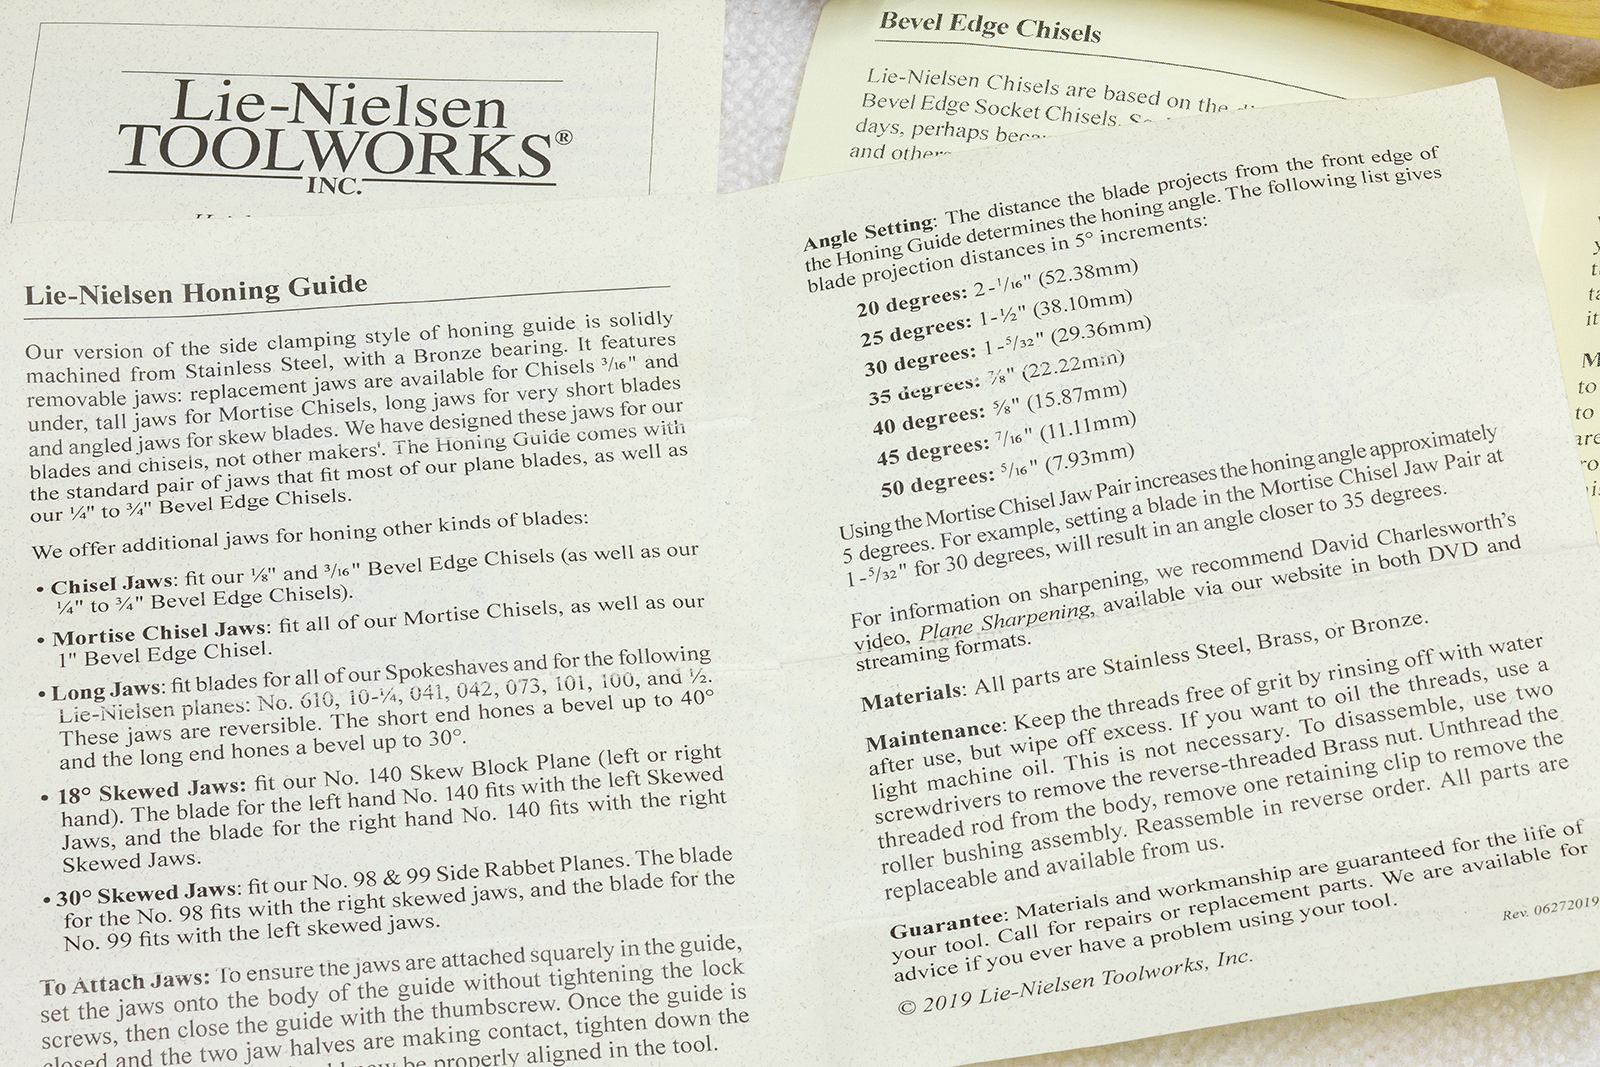 Lie-Nielsen
TOOLWORKS®
INC.
Lie-Nielsen Honing Guide
Our version of the side clamping style of honing guide is solidly
machined from Stainless Steel, with a Bronze bearing. It features
removable jaws: replacement jaws are available for Chisels 3/16" and
under, tall jaws for Mortise Chisels, long jaws for very short blades
and angled jaws for skew blades. We have designed these jaws for our
blades and chisels, not other makers'. The Honing Guide comes with
the standard pair of jaws that fit most of our plane blades, as well as
our ¼" to ¾" Bevel Edge Chisels.
We offer additional jaws for honing other kinds of blades:
• Chisel Jaws: fit our ⅛" and 3/16" Bevel Edge Chisels (as well as our
¼" to ¾" Bevel Edge Chisels).
• Mortise Chisel Jaws: fit all of our Mortise Chisels, as well as our
1" Bevel Edge Chisel.
• Long Jaws: fit blades for all of our Spokeshaves and for the following
Lie-Nielsen planes: No. 610, 10-¼, 041, 042, 073, 101, 100, and ½.
These jaws are reversible. The short end hones a bevel up to 40°
and the long end hones a bevel up to 30°.
• 18° Skewed Jaws: fit our No. 140 Skew Block Plane (left or right
hand). The blade for the left hand No. 140 fits with the left Skewed
Jaws, and the blade for the right hand No. 140 fits with the right
Skewed Jaws.
• 30° Skewed Jaws: fit our No. 98 & 99 Side Rabbet Planes. The blade
for the No. 98 fits with the right skewed jaws, and the blade for the
No. 99 fits with the left skewed jaws.
To Attach Jaws: To ensure the jaws are attached squarely in the guide,
set the jaws onto the body of the guide without tightening the lock
screws, then close the guide with the thumbscrew. Once the guide is
closed and the two jaw halves are making contact, tighten down the
now be properly aligned in the tool.
Bevel Edge Chisels
Lie-Nielsen Chisels are based on the
Bevel Edge Socket Chisels.
days, perhaps
and
Angle Setting: The distance the blade projects from the front edge of
the Honing Guide determines the honing angle. The following list gives
blade projection distances in 5° increments:
20 degrees: 2-1/16" (52.38mm)
25 degrees: 1-½" (38.10mm)
30 degrees: 1-5/32" (29.36mm)
35 degrees: ⅞" (22.22mm)
40 degrees: ⅝" (15.87mm)
45 degrees: 7/16" (11.11mm)
50 degrees: 5/16" (7.93mm)
Using the Mortise Chisel Jaw Pair increases the honing angle approximately
5 degrees. For example, setting a blade in the Mortise Chisel Jaw Pair at
1-5/32" for 30 degrees, will result in an angle closer to 35 degrees.
For information on sharpening, we recommend David Charlesworth's
video, Plane Sharpening, available via our website in both DVD and
streaming formats.
Materials: All parts are Stainless Steel, Brass, or Bronze.
Maintenance: Keep the threads free of grit by rinsing off with water
after use, but wipe off excess. If you want to oil the threads, use a
light machine oil. This is not necessary. To disassemble, use two
screwdrivers to remove the reverse-threaded Brass nut. Unthread the
threaded rod from the body, remove one retaining clip to remove the
roller bushing assembly. Reassemble in reverse order. All parts are
replaceable and available from us.
Guarantee: Materials and workmanship are guaranteed for the life of
your tool. Call for repairs or replacement parts. We are available for
advice if you ever have a problem using your tool.
Rev. 06272019
© 2019 Lie-Nielsen Toolworks, Inc.
to
to